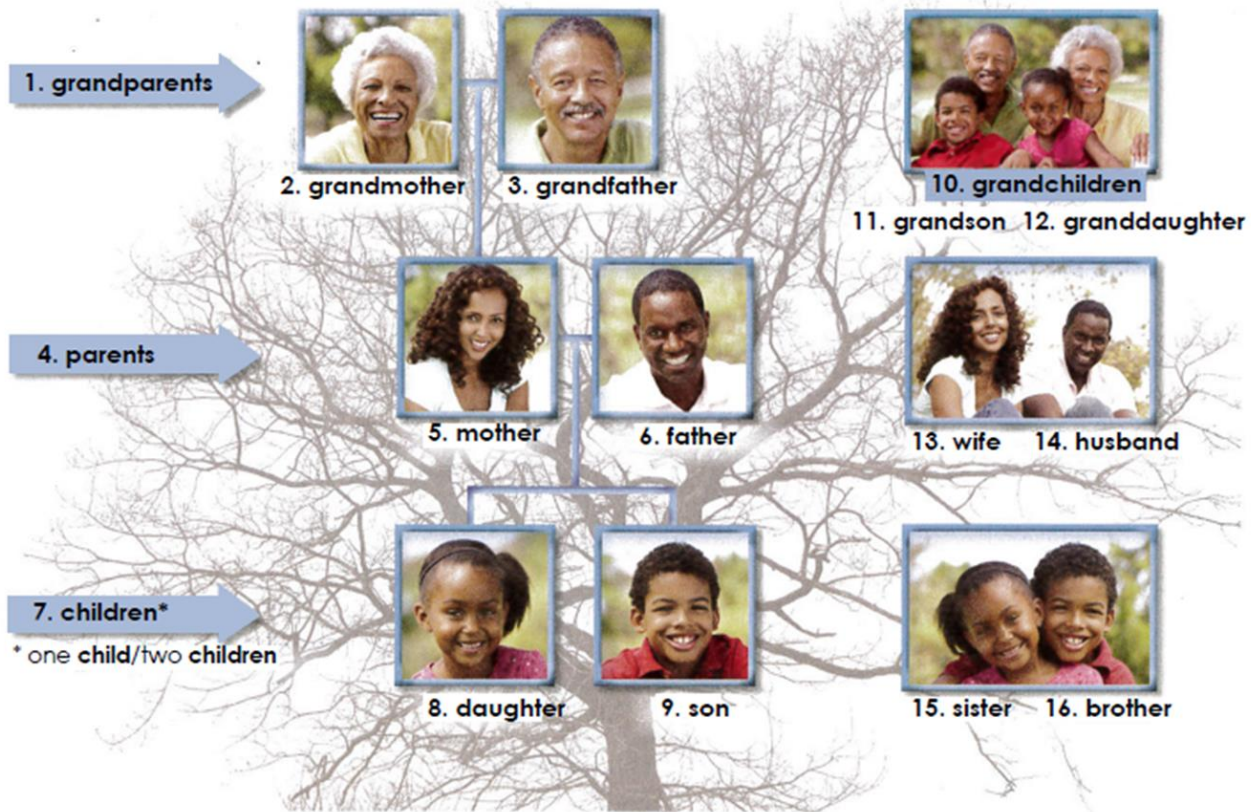 1. grandparents
2. grandmother
3. grandfather
10. grandchildren
11. grandson 12. granddaughter
4. parents
5. mother
6. father
13. wife
14. husband
7. children*
* one child/two children
8. daughter
9. son
15. sister
16. brother